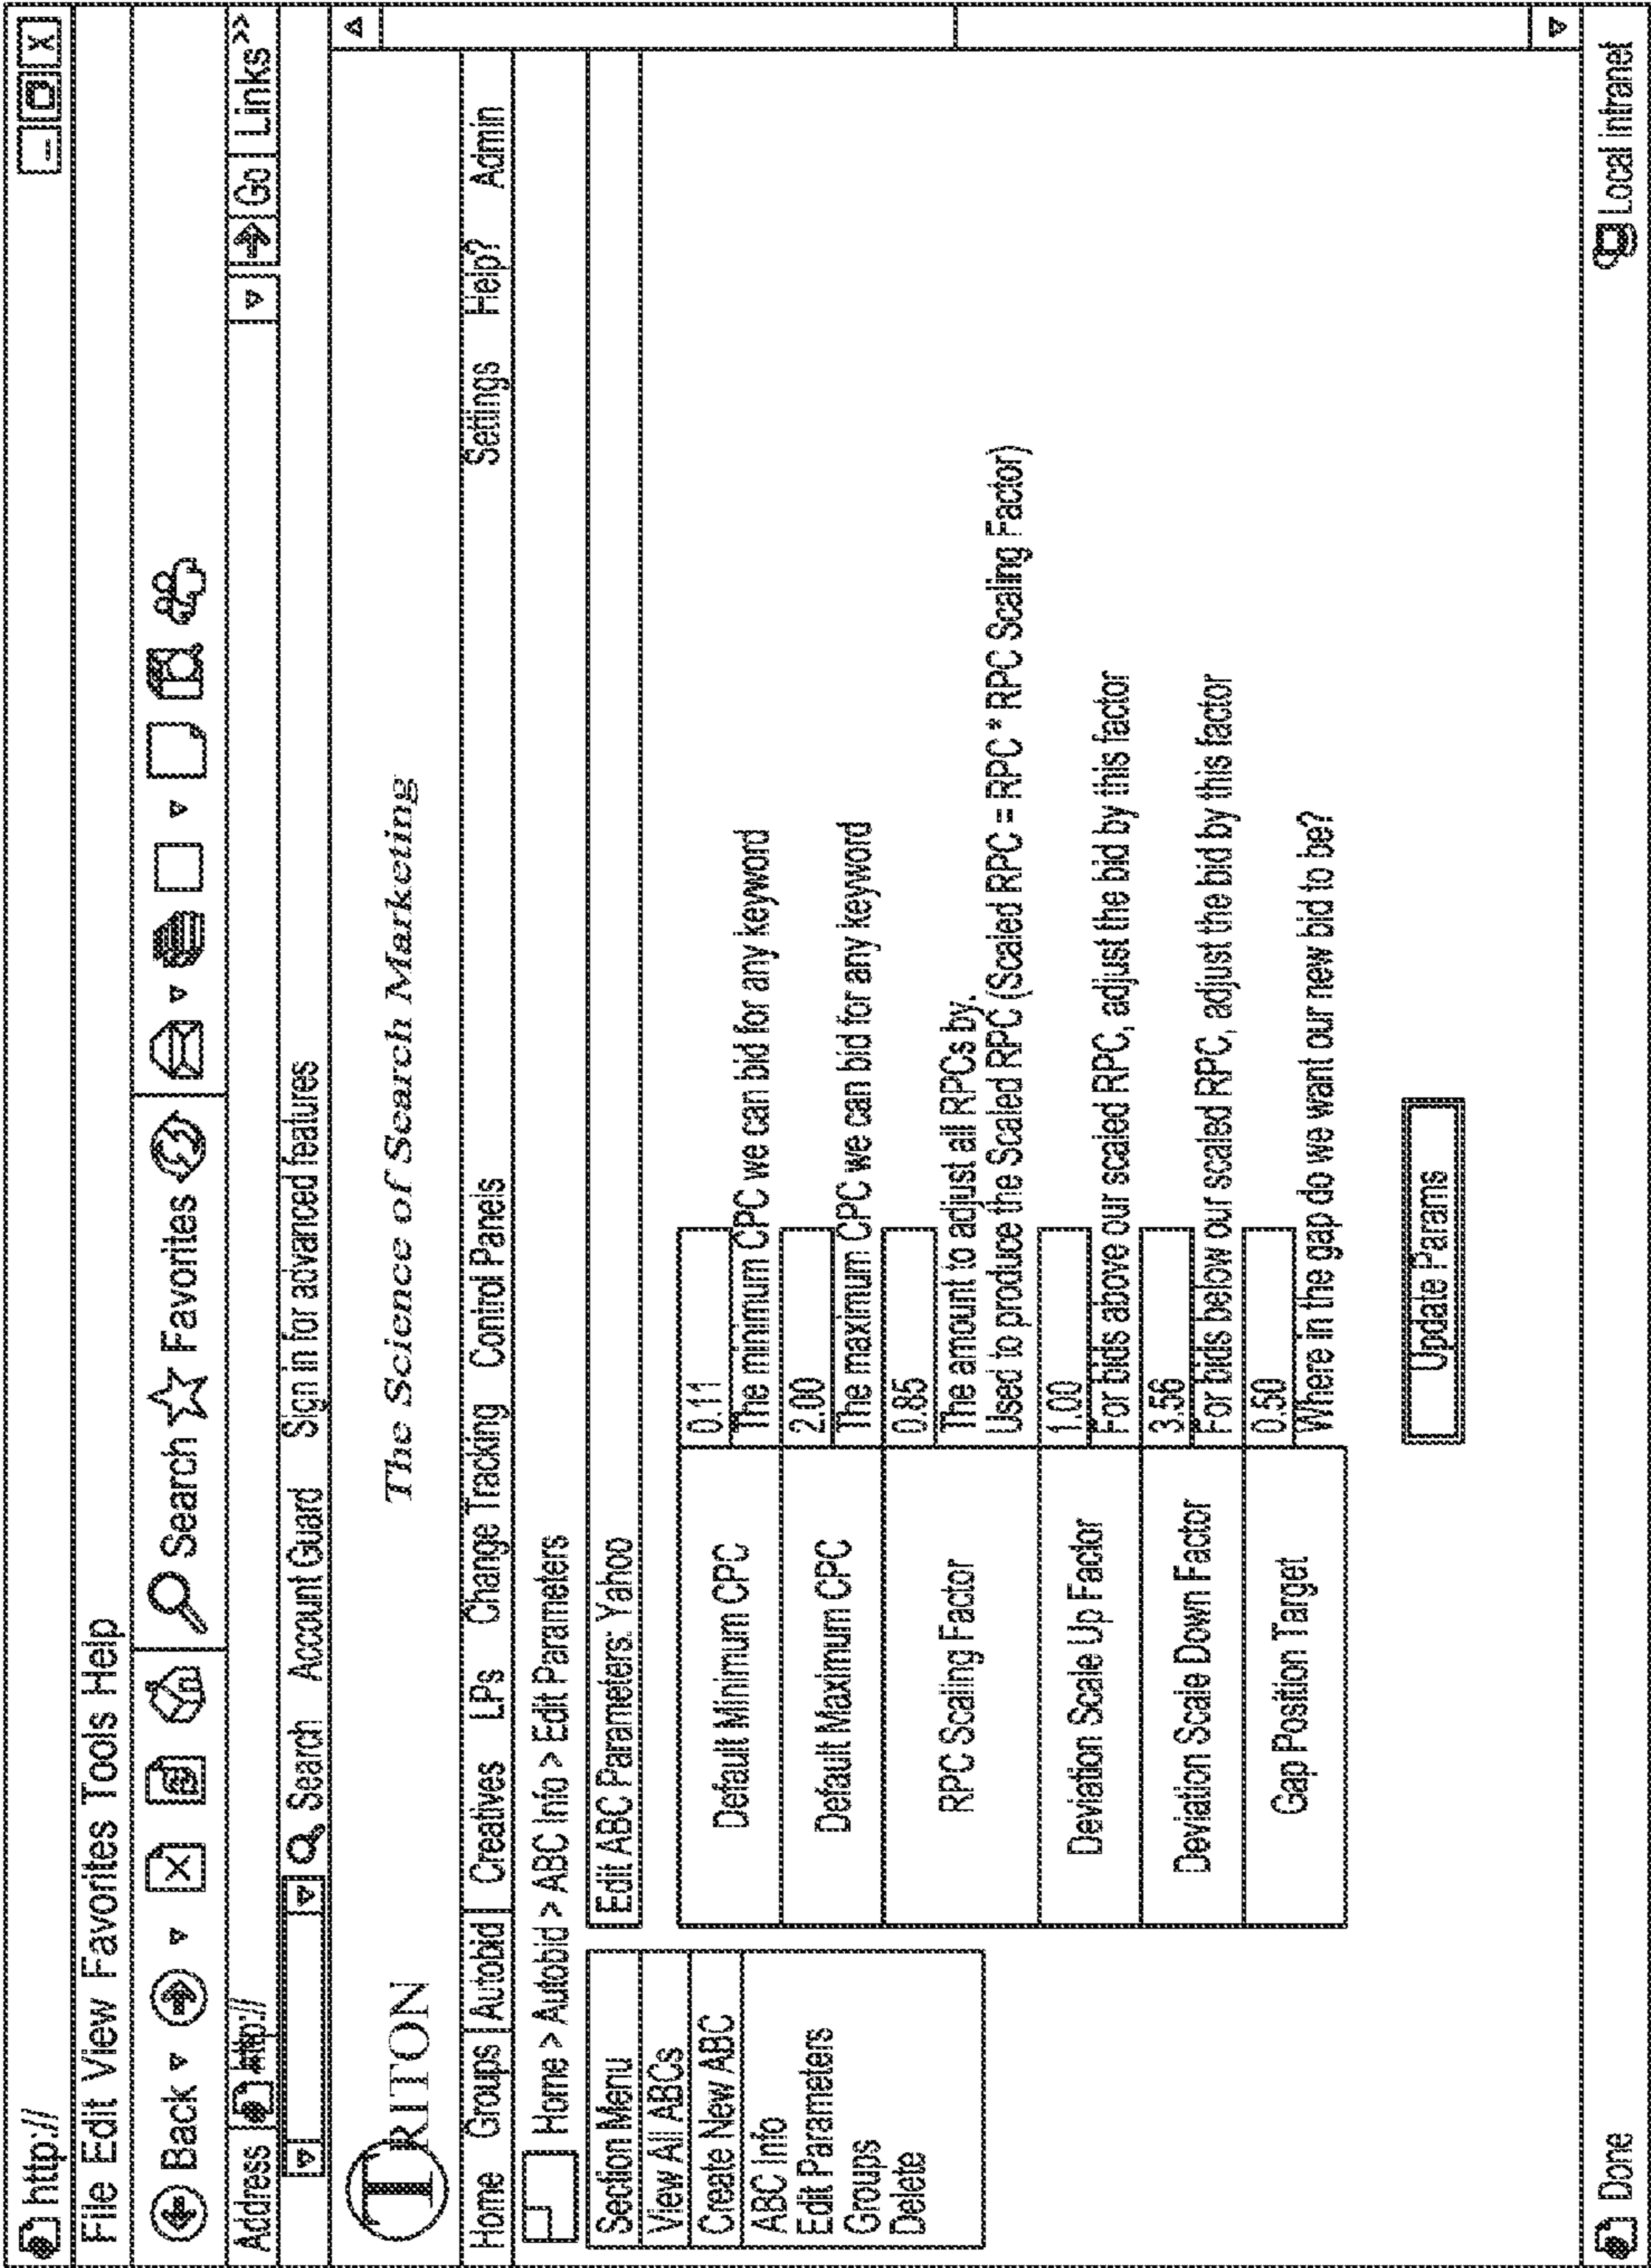 http://
_ X
File Edit View Favorites Tools Help
Back Search Favorites
Address http:// Go Links >>
Search Account Guard Sign in for advanced features
TRITON The Science of Search Marketing
Home Groups Autobid Creatives LPs Change Tracking Control Panels Settings Help? Admin
Home > Autobid > ABC Info > Edit Parameters
Section Menu
View All ABCs
Create New ABC
ABC Info
Edit Parameters
Groups
Delete
Edit ABC Parameters: Yahoo
Default Minimum CPC 0.11
The minimum CPC we can bid for any keyword
Default Maximum CPC 2.00
The maximum CPC we can bid for any keyword
RPC Scaling Factor 0.85
The amount to adjust all RPCs by.
Used to produce the Scaled RPC (Scaled RPC = RPC * RPC Scaling Factor)
Deviation Scale Up Factor 1.00
For bids above our scaled RPC, adjust the bid by this factor
Deviation Scale Down Factor 3.56
For bids below our scaled RPC, adjust the bid by this factor
Gap Position Target 0.50
Where in the gap do we want our new bid to be?
Update Params
Done Local intranet